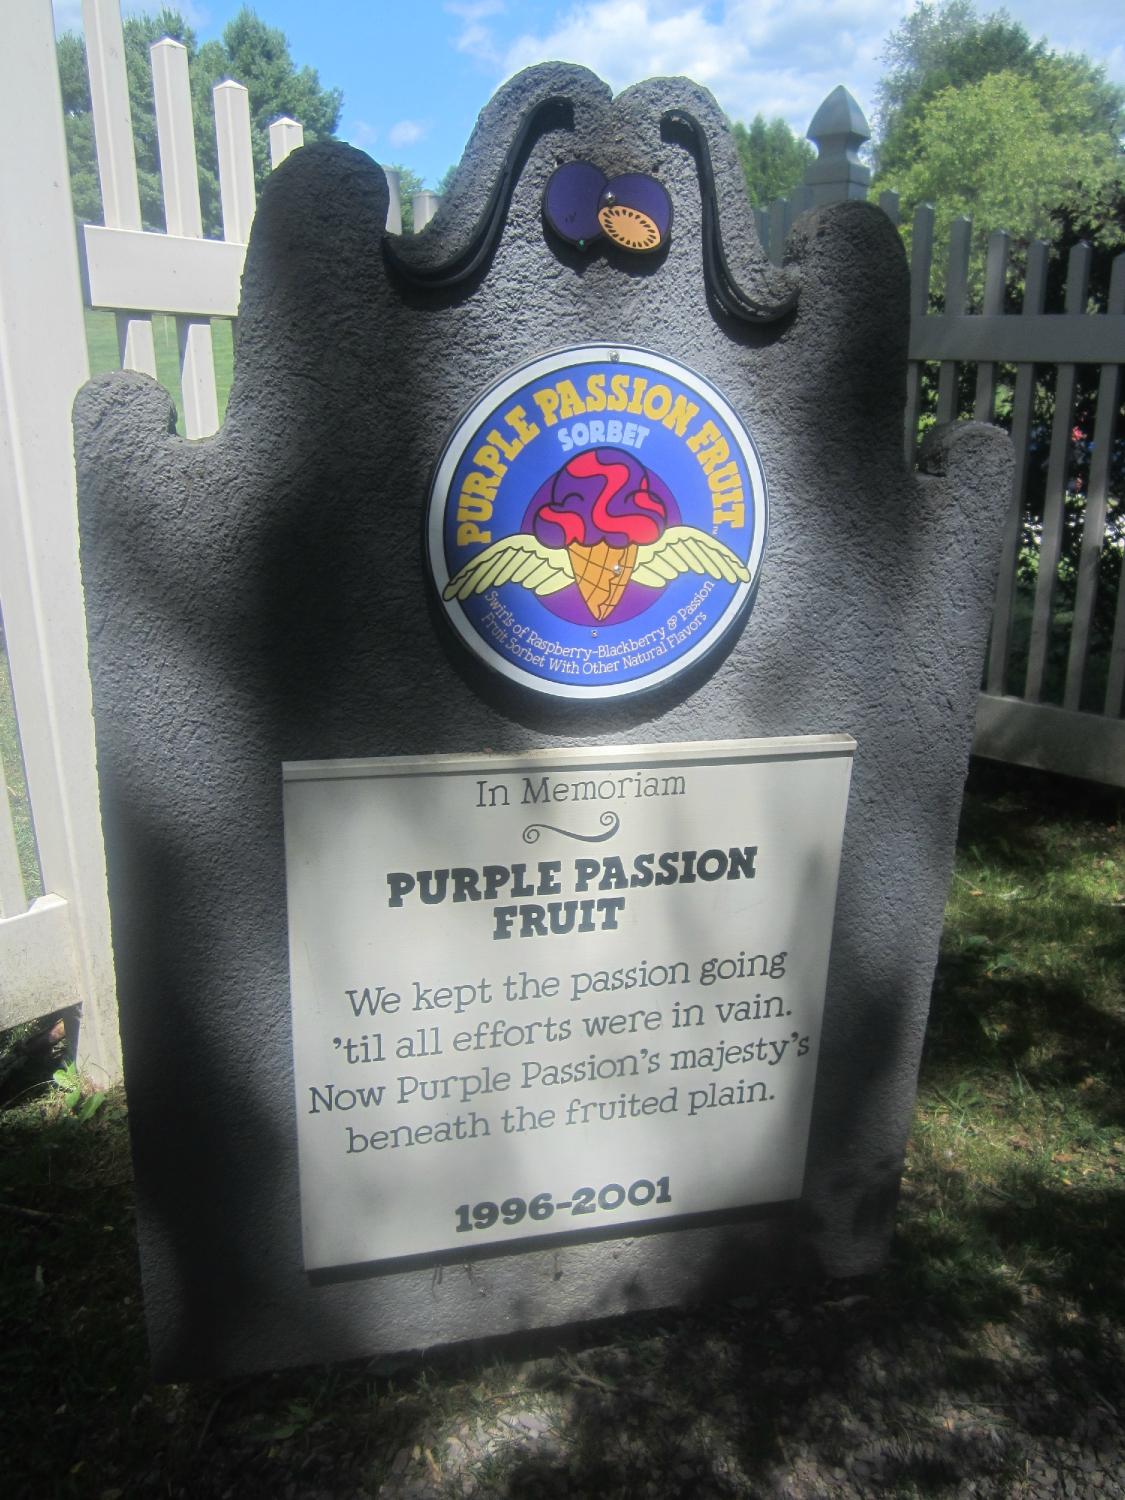 PURPLE PASSION FRUIT
SORBET
™
Swirls of Raspberry-Blackberry & Passion
Fruit Sorbet With Other Natural Flavors
In Memoriam
PURPLE PASSION
FRUIT
We kept the passion going
'til all efforts were in vain.
Now Purple Passion's majesty's
beneath the fruited plain.
1996-2001